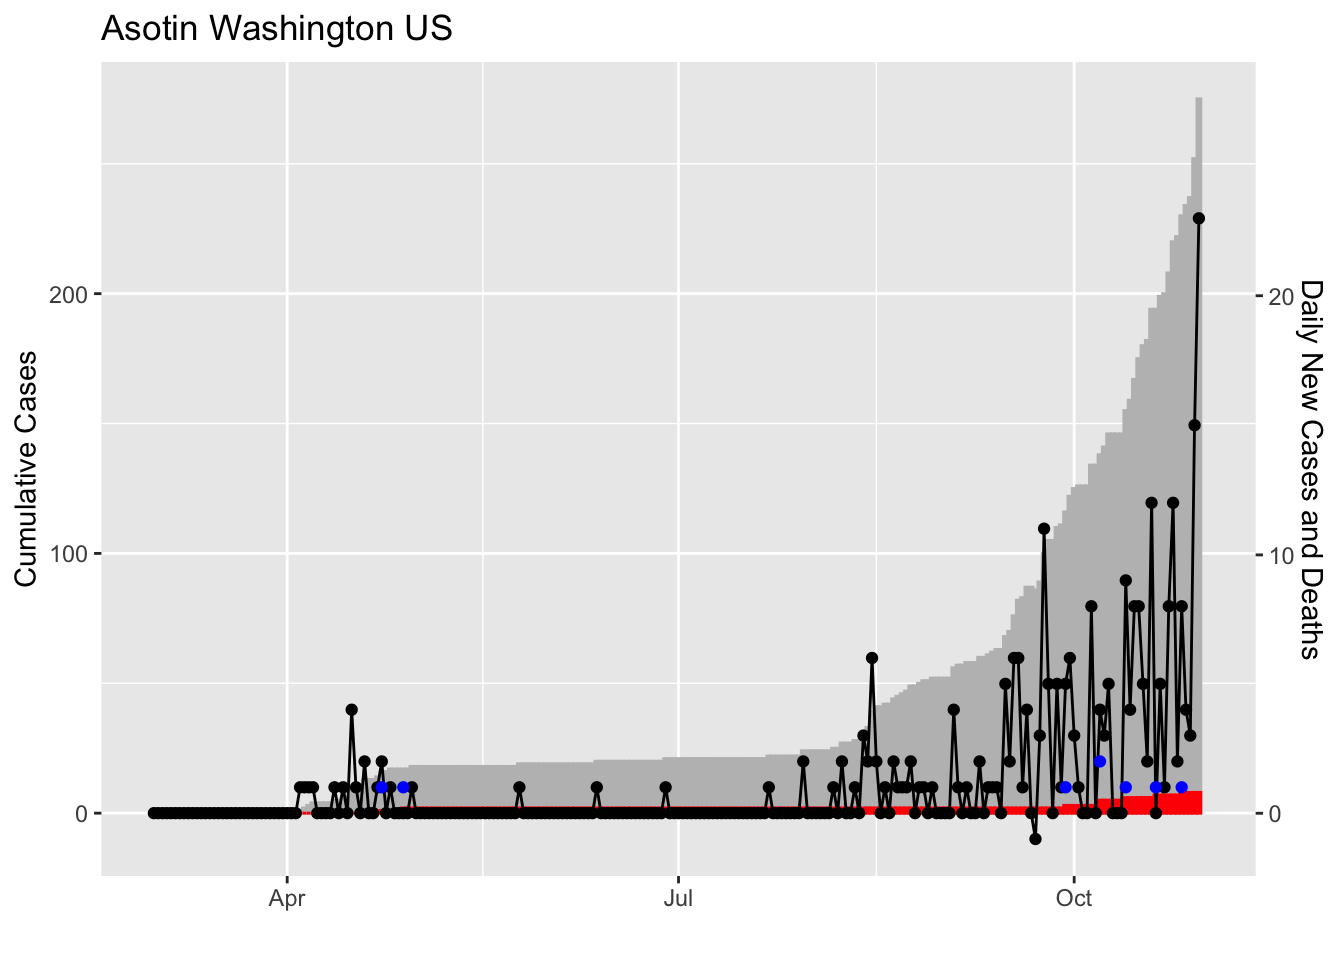 Asotin Washington US
Cumulative Cases
200
100
0
20
10
0
Daily New Cases and Deaths
Apr
Jul
Oct